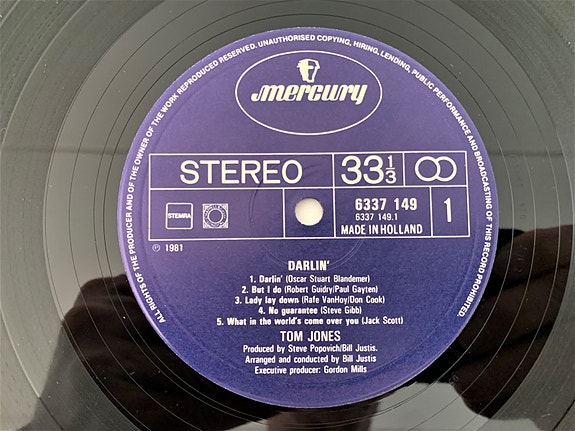 ALL RIGHTS OF THE PRODUCER AND OF THE OWNER OF THE WORK REPRODUCED RESERVED. UNAUTHORISED COPYING, HIRING, LENDING, PUBLIC PERFORMANCE AND BROADCASTING OF THIS RECORD PROHIBITED.
mercury
STEREO 33 1/3
STEMRA
6337 149
6337 149.1
MADE IN HOLLAND
1
℗ 1981
DARLIN'
1. Darlin' (Oscar Stuart Blandemer)
2. But I do (Robert Guidry/Paul Gayten)
3. Lady lay down (Rafe VanHoy/Don Cook)
4. No guarantee (Steve Gibb)
5. What in the world's come over you (Jack Scott)
TOM JONES
Produced by Steve Popovich/Bill Justis.
Arranged and conducted by Bill Justis
Executive producer: Gordon Mills